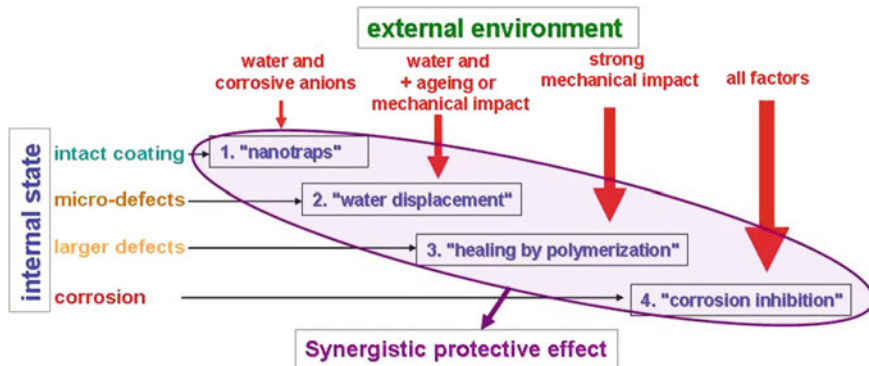 external environment
water and
corrosive anions
water and
+ ageing or
mechanical impact
strong
mechanical impact
all factors
internal state
intact coating
1. "nanotraps"
micro-defects
2. "water displacement"
larger defects
3. "healing by polymerization"
corrosion
4. "corrosion inhibition"
Synergistic protective effect